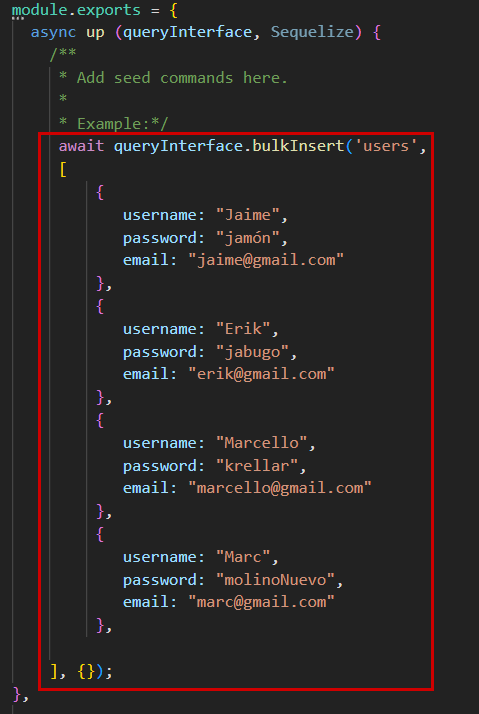 module.exports = {
async up (queryInterface, Sequelize) {
/**
* Add seed commands here.
*
* Example:*/
await queryInterface.bulkInsert('users',
[
{
username: "Jaime",
password: "jamón",
email: "jaime@gmail.com"
},
{
username: "Erik",
password: "jabugo",
email: "erik@gmail.com"
},
{
username: "Marcello",
password: "krellar",
email: "marcello@gmail.com"
},
{
username: "Marc",
password: "molinoNuevo",
email: "marc@gmail.com"
},
], {});
},